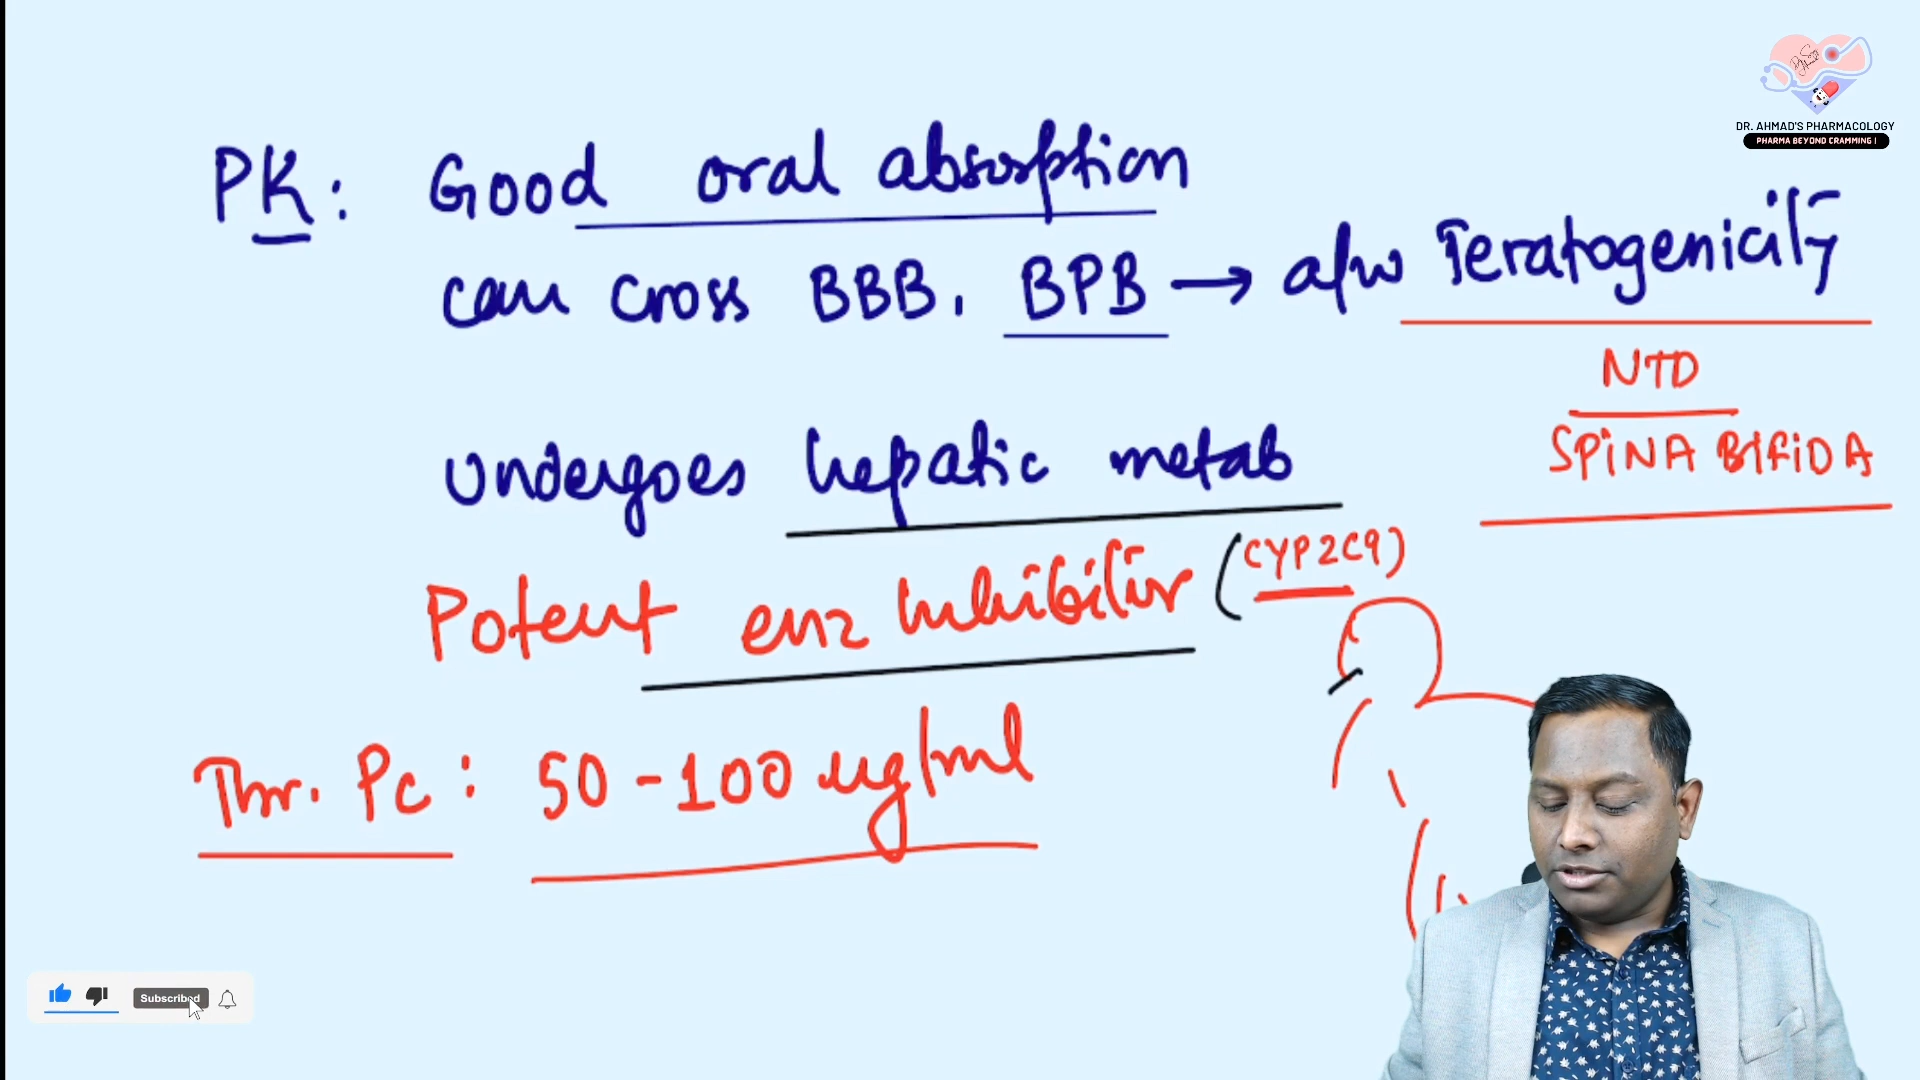 DR. AHMAD'S PHARMACOLOGY
PHARMA BEYOND CRAMMING !
PK: Good oral absorption
can cross BBB, BPB → a/w Teratogenicity
NTD
SPINA BIFIDA
Undergoes hepatic metab
Potent enz inhibitor (CYP2C9)
Thr. Pc: 50-100 ug/ml
Subscribed